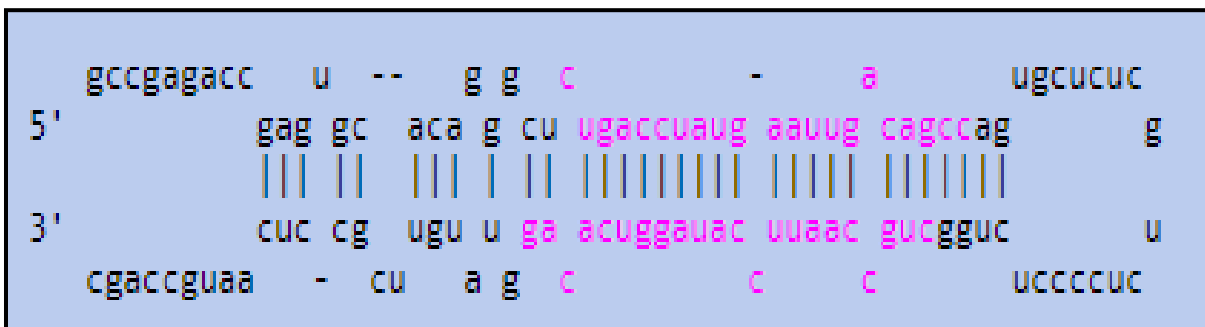 gccgagacc u -- g g c - a ugcucuc
5' gag gc aca g cu ugaccuaug aauug cagccag g
||| || ||| | || ||||||||| ||||| |||||||
3' cuc cg ugu u ga acuggauac uuaac gucgguc u
cgaccguaa - cu a g c c c uccccuc